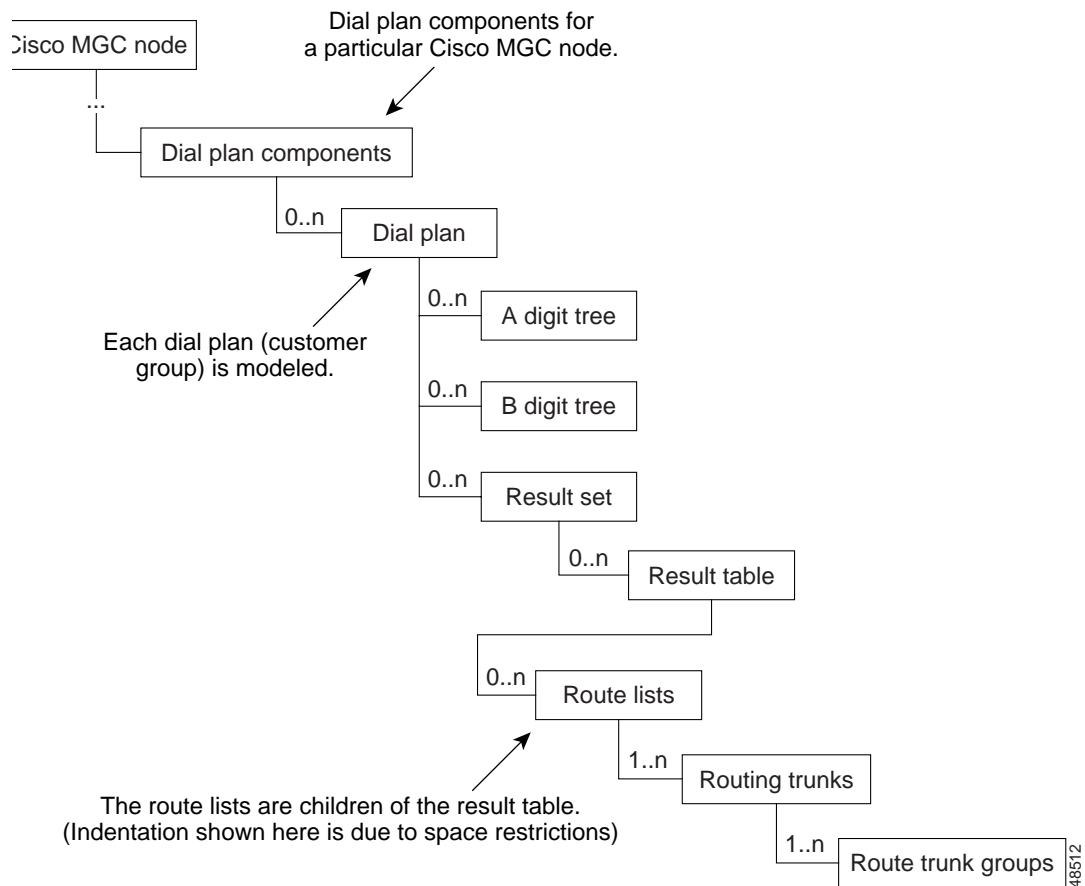 Dial plan components for
a particular Cisco MGC node.
Cisco MGC node
...
Dial plan components
0..n
Dial plan
0..n
A digit tree
Each dial plan (customer
group) is modeled.
0..n
B digit tree
0..n
Result set
0..n
Result table
0..n
Route lists
1..n
Routing trunks
The route lists are children of the result table.
(Indentation shown here is due to space restrictions)
1..n
Route trunk groups
48512